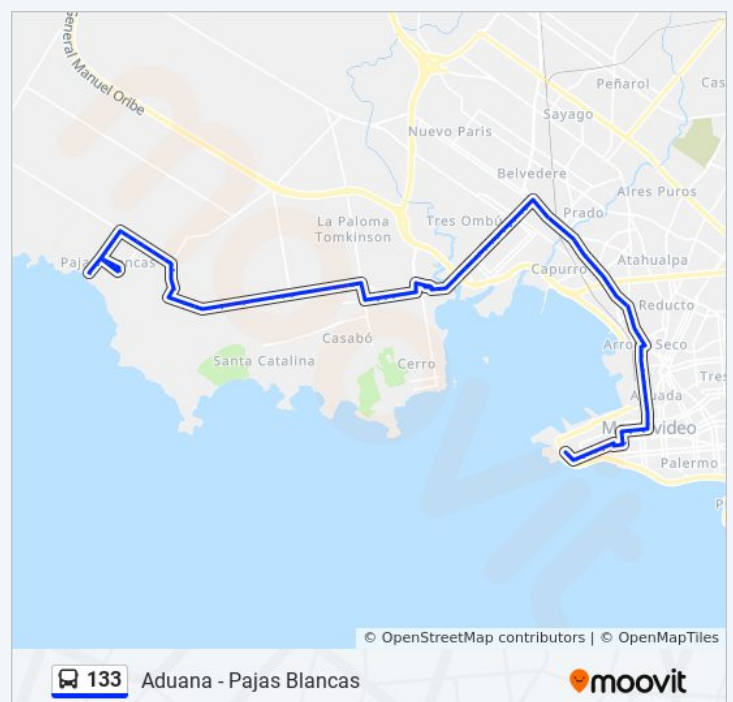 General Manuel Oribe
Peñarol
Cas
Sayago
Nuevo París
Belvedere
Aires Puros
La Paloma
Tomkinson
Tres Ombú
Prado
Pajas Blancas
Capurro
Atahualpa
Reducto
Casabó
Arroyo Seco
Santa Catalina
Cerro
Tres
Aguada
Montevideo
Palermo
P
moovit
© OpenStreetMap contributors | © OpenMapTiles
133 Aduana - Pajas Blancas
moovit